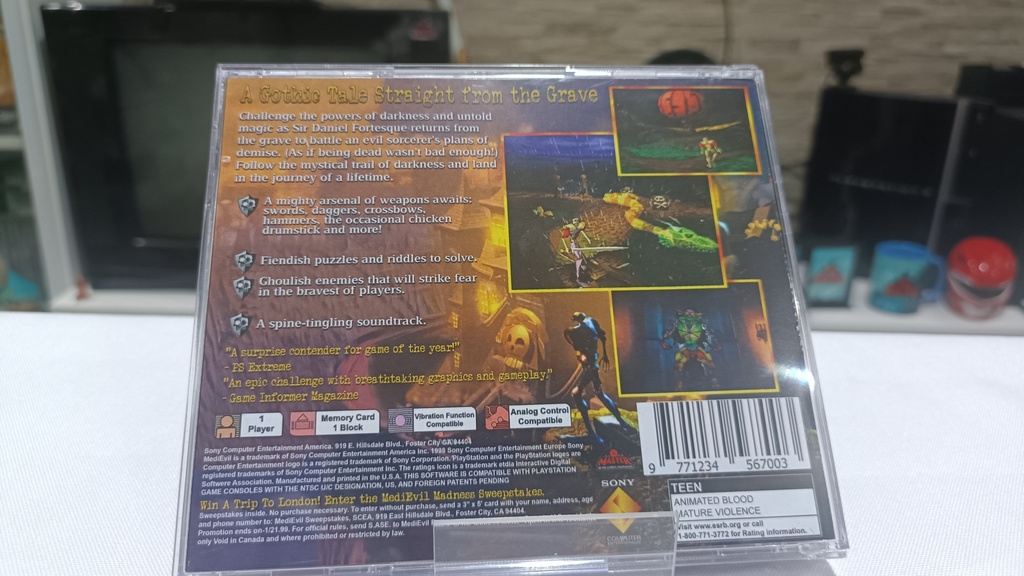 A Gothic Tale Straight from the Grave
Challenge the powers of darkness and untold
magic as Sir Daniel Fortesque returns from
the grave to battle an evil sorcerer's plans of
demise. (As if being dead wasn't bad enough!)
Follow the mystical trail of darkness and land
in the journey of a lifetime.
A mighty arsenal of weapons awaits:
swords, daggers, crossbows,
hammers, the occasional chicken
drumstick and more!
Fiendish puzzles and riddles to solve.
Ghoulish enemies that will strike fear
in the bravest of players.
A spine-tingling soundtrack.
"A surprise contender for game of the year!"
- PS Extreme
"An epic challenge with breathtaking graphics and gameplay."
- Game Informer Magazine
1
Player
Memory Card
1 Block
Vibration Function
Compatible
Analog Control
Compatible
Sony Computer Entertainment America. 919 E. Hillsdale Blvd., Foster City CA 94404
MediEvil is a trademark of Sony Computer Entertainment America Inc. 1998 Sony Computer Entertainment Europe Sony
Computer Entertainment logo is a registered trademark of Sony Corporation. PlayStation and the PlayStation logos are
registered trademarks of Sony Computer Entertainment Inc. The ratings icon is a trademark etdia Interactive Digital
Software Association. Manufactured and printed in the U.S.A. THIS SOFTWARE IS COMPATIBLE WITH PLAYSTATION
GAME CONSOLES WITH THE NTSC U/C DESIGNATION, US, AND FOREIGN PATENTS PENDING
Win A Trip To London! Enter the MediEvil Madness Sweepstakes.
Sweepstakes inside. No purchase necessary. To enter without purchase, send a 3" x 5' card with your name, address, age
and phone number to: MediEvil Sweepstakes, SCEA, 919 East Hillsdale Blvd., Foster City, CA 94404.
Promotion ends on-1/21.99. For official rules, send S.ASE. to MediEvil
only Void in Canada and where prohibited or restricted by law.
SONY
COMPUTER
9 771234 567003
TEEN
ANIMATED BLOOD
MATURE VIOLENCE
Visit www.esrb.org or call
1-800-771-3772 for Rating information.